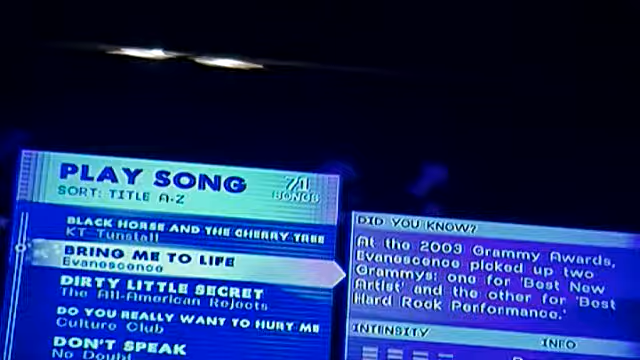 PLAY SONG
SORT: TITLE A-Z
SONGS
BLACK HORSE AND THE CHERRY TREE
KT Tunstall
BRING ME TO LIFE
Evanescence
DIRTY LITTLE SECRET
The All-American Rejects
DO YOU REALLY WANT TO HURT ME
Culture Club
DON'T SPEAK
No Doubt
DID YOU KNOW?
At the 2003 Grammy Awards,
Evanescence picked up two
Grammys: one for 'Best New
Artist' and the other for 'Best
Hard Rock Performance.'
INTENSITY
INFO